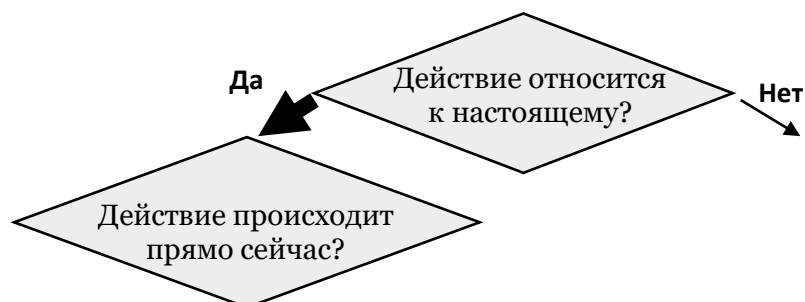 Действие относится
к настоящему?
Да
Нет
Действие происходит
прямо сейчас?